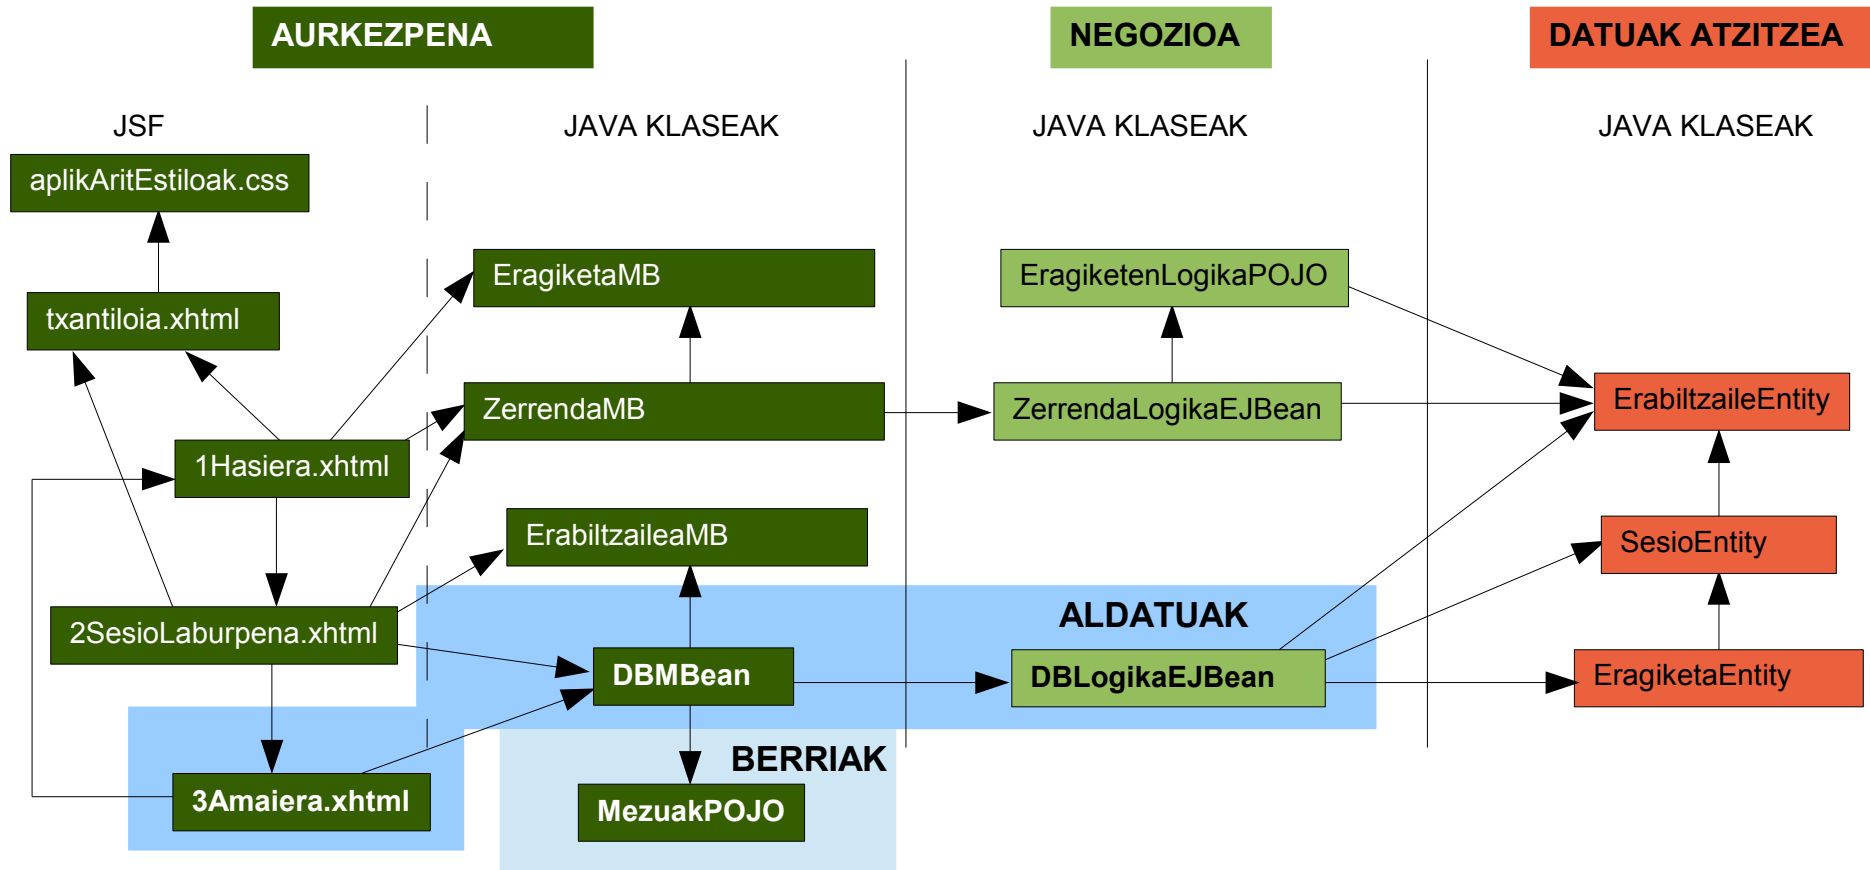 AURKEZPENA
NEGOZIOA
DATUAK ATZITZEA
JSF
JAVA KLASEAK
JAVA KLASEAK
JAVA KLASEAK
aplikAritEstiloak.css
EragiketaMB
EragiketenLogikaPOJO
txantiloia.xhtml
ZerrendaMB
ZerrendaLogikaEJBean
ErabiltzaileEntity
1Hasiera.xhtml
ErabiltzaileaMB
SesioEntity
ALDATUAK
2SesioLaburpena.xhtml
DBMBean
DBLogikaEJBean
EragiketaEntity
BERRIAK
3Amaiera.xhtml
MezuakPOJO